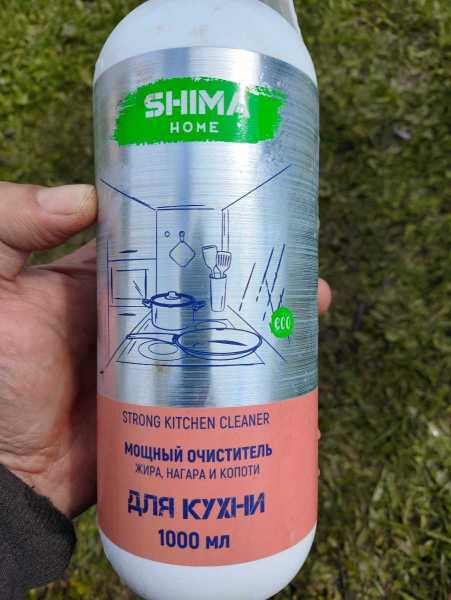 SHIMA
HOME
eco
STRONG KITCHEN CLEANER
МОЩНЫЙ ОЧИСТИТЕЛЬ
ЖИРА, НАГАРА И КОПОТИ
ДЛЯ КУХНИ
1000 мл